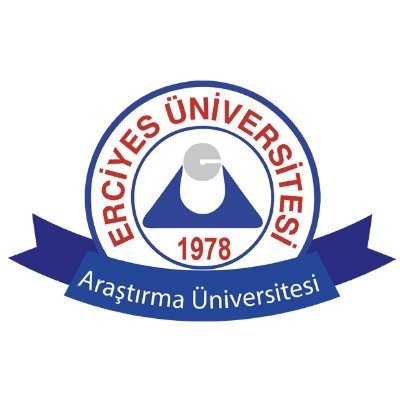 ERCİYES ÜNİVERSİTESİ
1978
Araştırma Üniversitesi